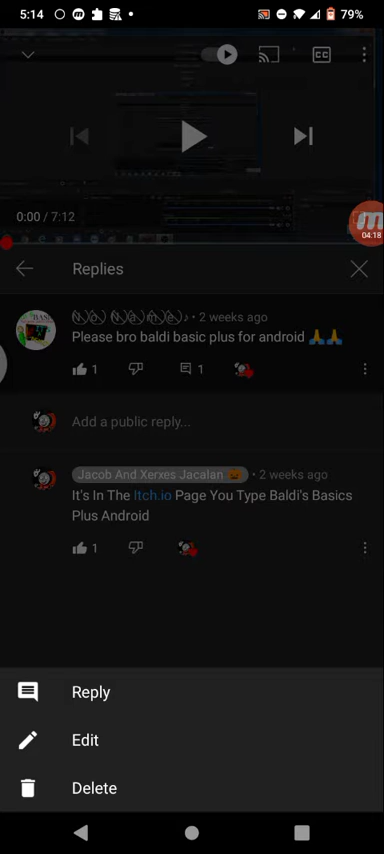 5:14
79%
CC
0:00 / 7:12
04:18
Replies
• 2 weeks ago
Please bro baldi basic plus for android 🙏🙏
1
1
Add a public reply...
Jacob And Xerxes Jacalan 🎃 • 2 weeks ago
It's In The Itch.io Page You Type Baldi's Basics
Plus Android
1
Reply
Edit
Delete